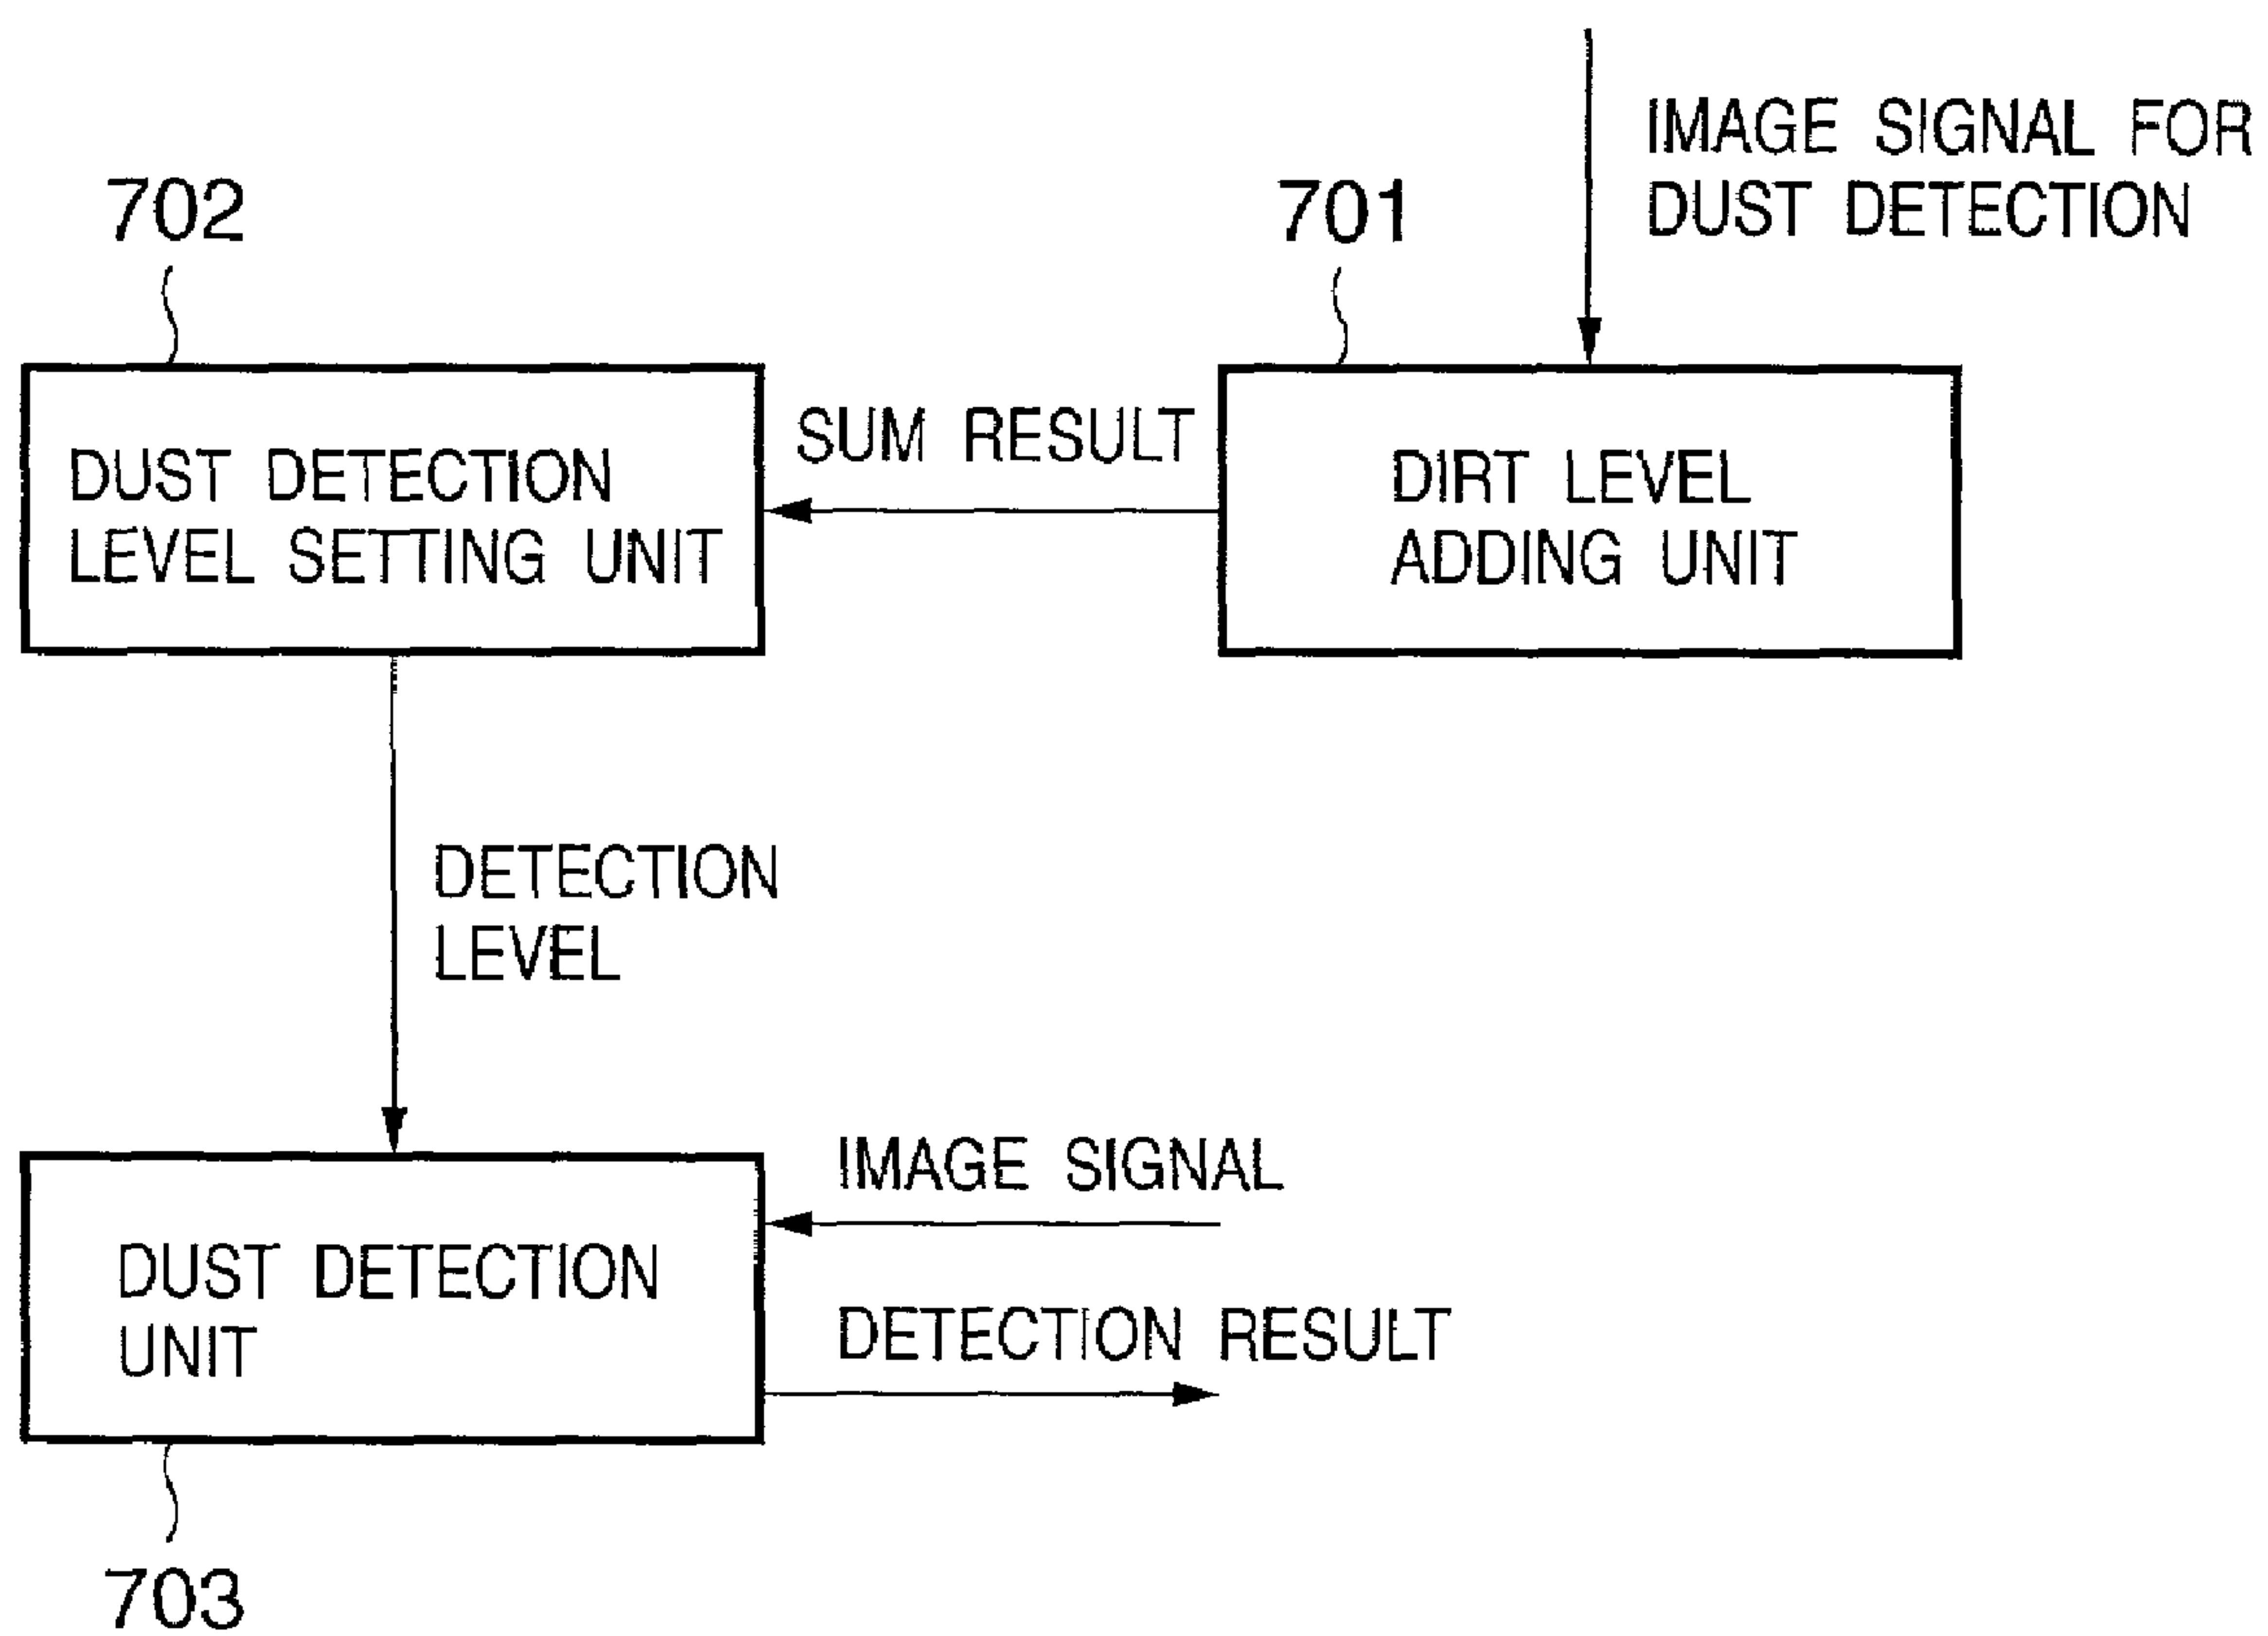 IMAGE SIGNAL FOR
DUST DETECTION
702
701
DUST DETECTION
LEVEL SETTING UNIT
SUM RESULT
DIRT LEVEL
ADDING UNIT
DETECTION
LEVEL
DUST DETECTION
UNIT
IMAGE SIGNAL
DETECTION RESULT
703